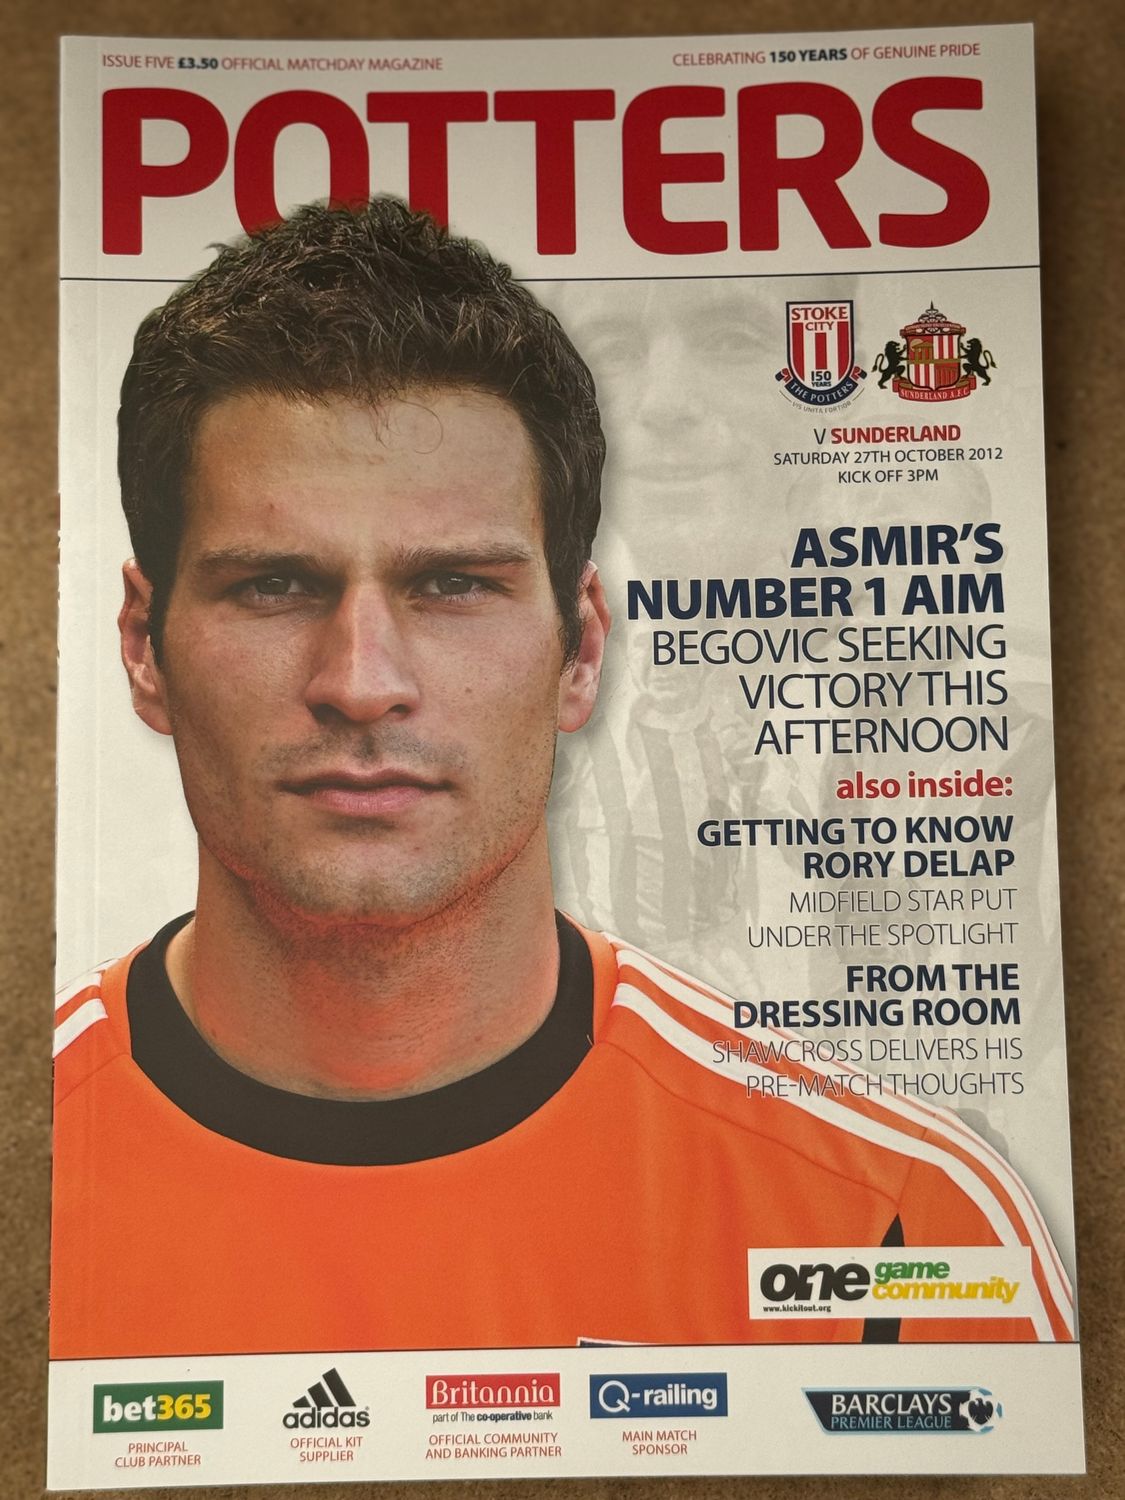 ISSUE FIVE £3.50 OFFICIAL MATCHDAY MAGAZINE
CELEBRATING 150 YEARS OF GENUINE PRIDE
POTTERS
STOKE
CITY
150
YEARS
THE POTTERS
VIS UNITA FORTIOR
SUNDERLAND A.F.C
V SUNDERLAND
SATURDAY 27TH OCTOBER 2012
KICK OFF 3PM
ASMIR'S
NUMBER 1 AIM
BEGOVIC SEEKING
VICTORY THIS
AFTERNOON
also inside:
GETTING TO KNOW
RORY DELAP
MIDFIELD STAR PUT
UNDER THE SPOTLIGHT
FROM THE
DRESSING ROOM
SHAWCROSS DELIVERS HIS
PRE-MATCH THOUGHTS
one game
community
www.kickitout.org
bet365
PRINCIPAL
CLUB PARTNER
adidas
OFFICIAL KIT
SUPPLIER
Britannia
part of The co-operative bank
OFFICIAL COMMUNITY
AND BANKING PARTNER
Q-railing
MAIN MATCH
SPONSOR
BARCLAYS
PREMIER LEAGUE